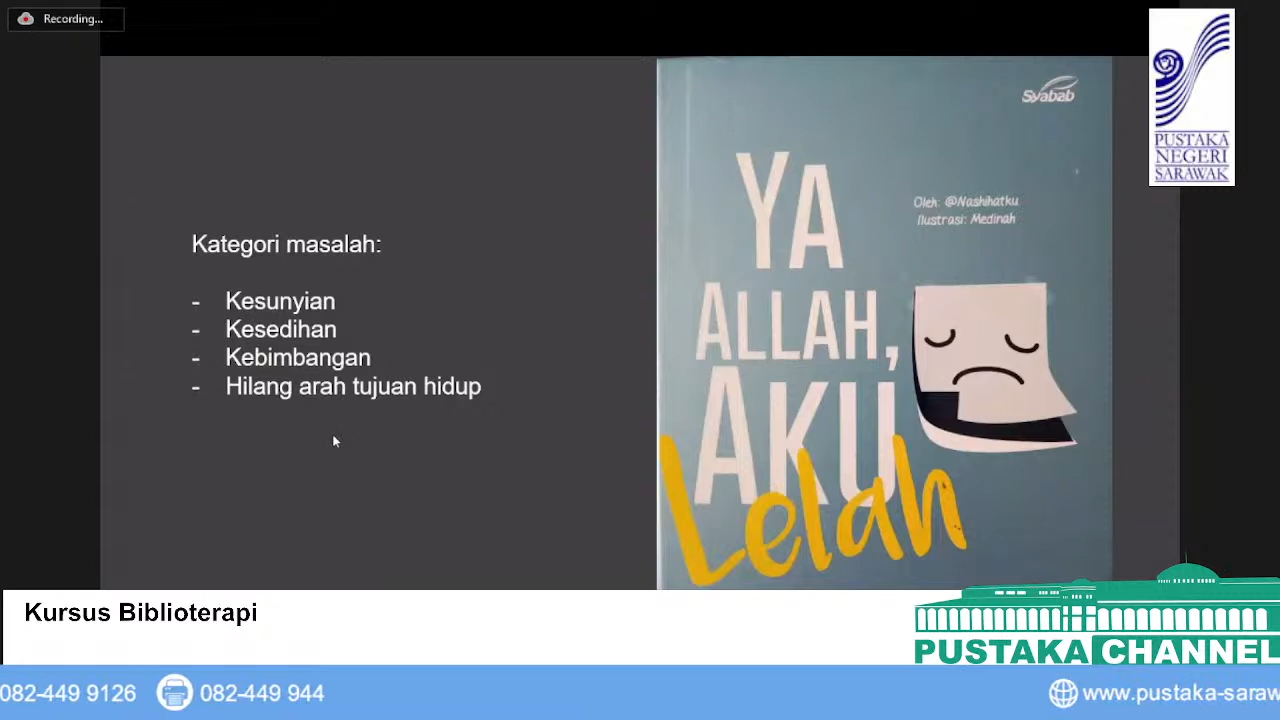 Recording...
PUSTAKA
NEGERI
SARAWAK
Kategori masalah:
- Kesunyian
- Kesedihan
- Kebimbangan
- Hilang arah tujuan hidup
Syabab
Oleh: @Nashihatku
Ilustrasi: Medinah
YA
ALLAH,
AKU
Lelah
Kursus Biblioterapi
PUSTAKA CHANNEL
082-449 9126
082-449 944
www.pustaka-saraw